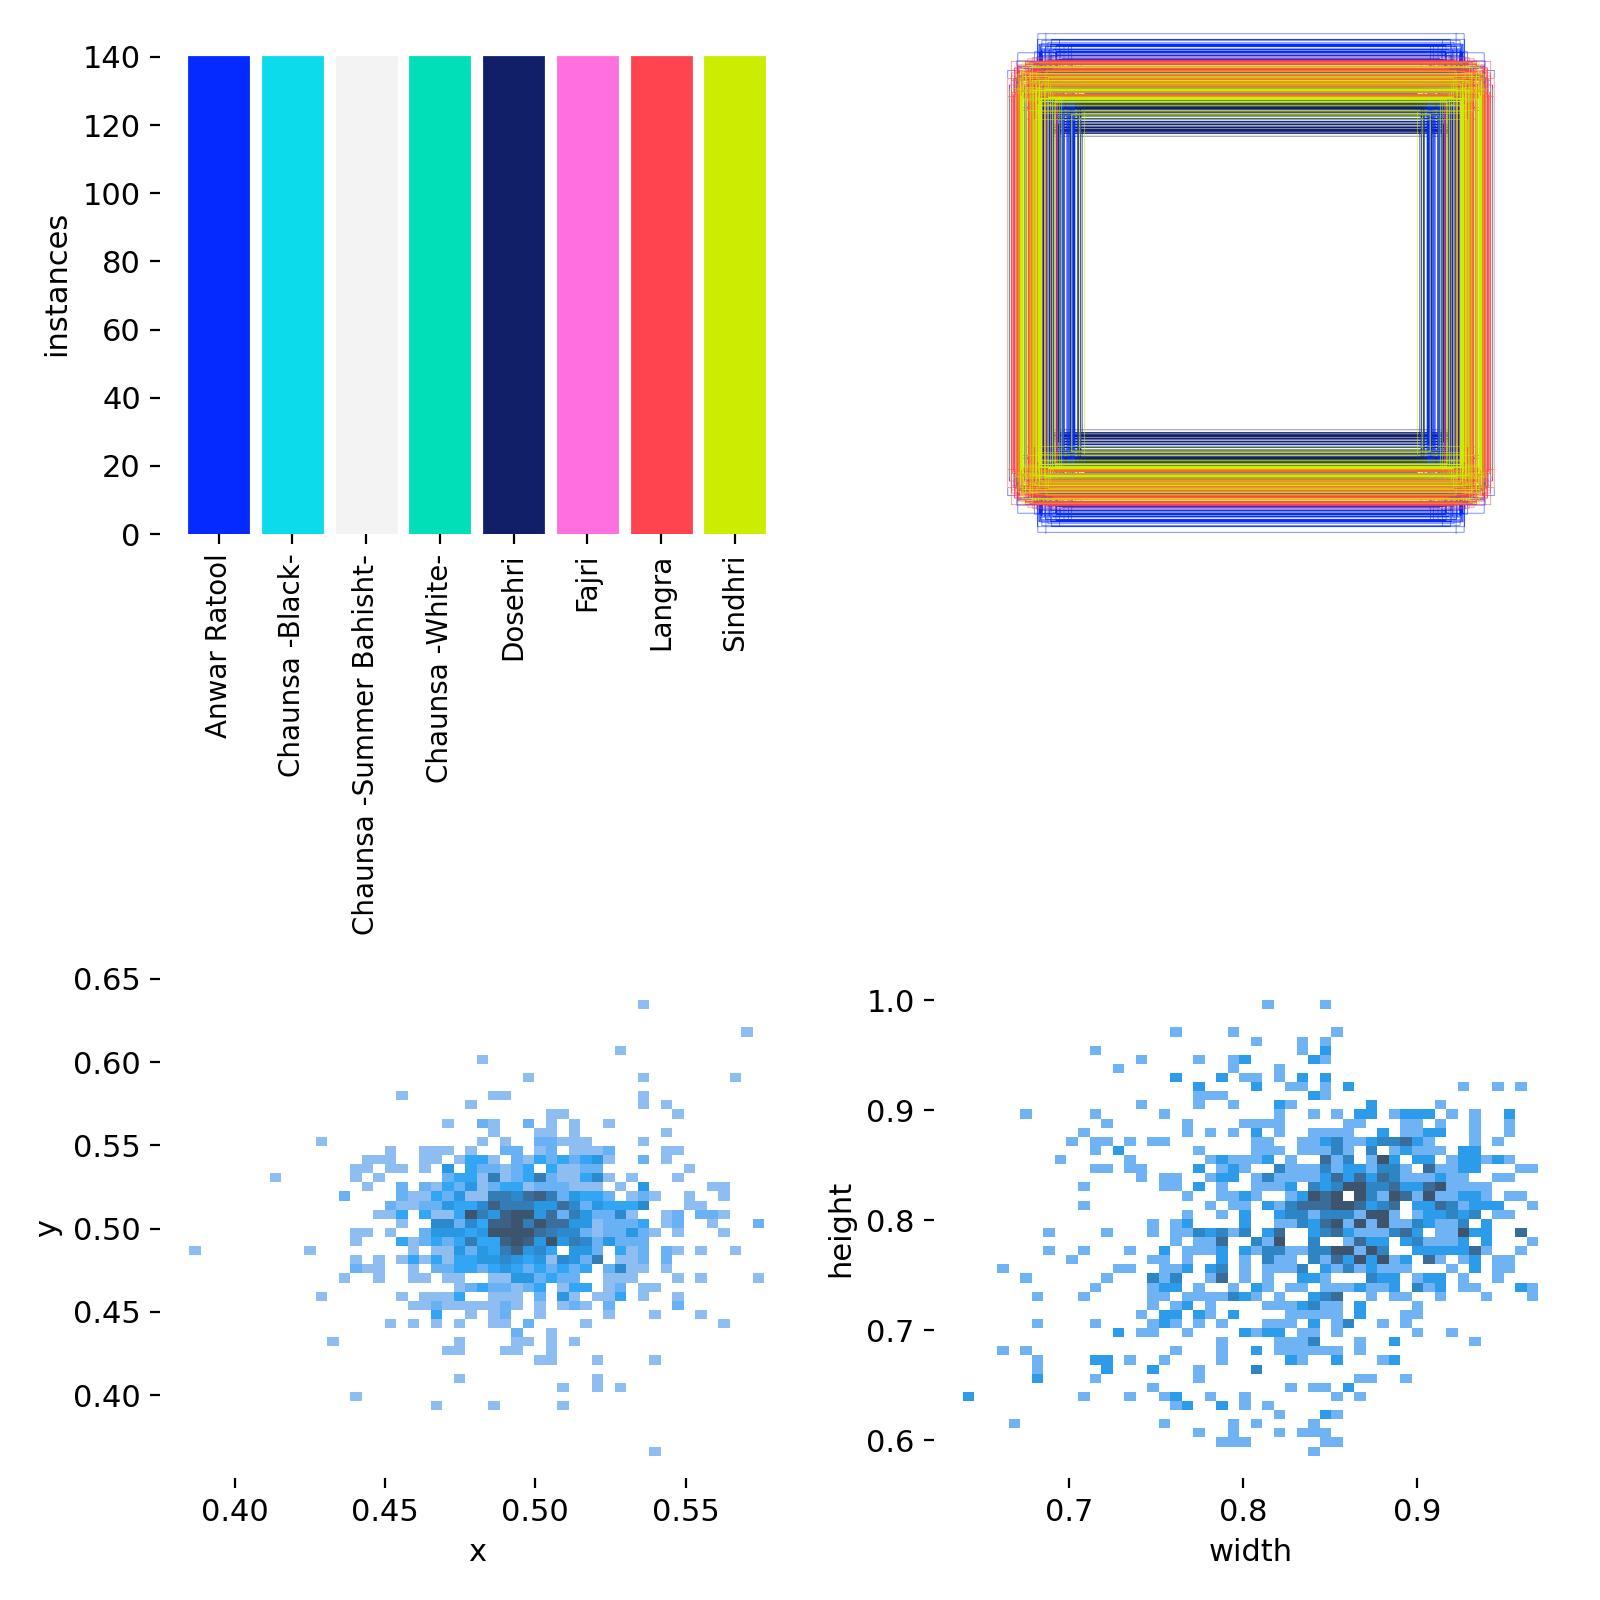 140
120
100
80
60
40
20
0
instances
Anwar Ratool
Chaunsa -Black-
Chaunsa -Summer Bahisht-
Chaunsa -White-
Dosehri
Fajri
Langra
Sindhri
0.65
0.60
0.55
0.50
0.45
0.40
y
0.40 0.45 0.50 0.55
x
1.0
0.9
0.8
0.7
0.6
height
0.7 0.8 0.9
width